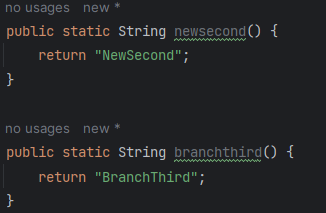 no usages   new *
public static String newsecond() {
    return "NewSecond";
}
no usages   new *
public static String branchthird() {
    return "BranchThird";
}